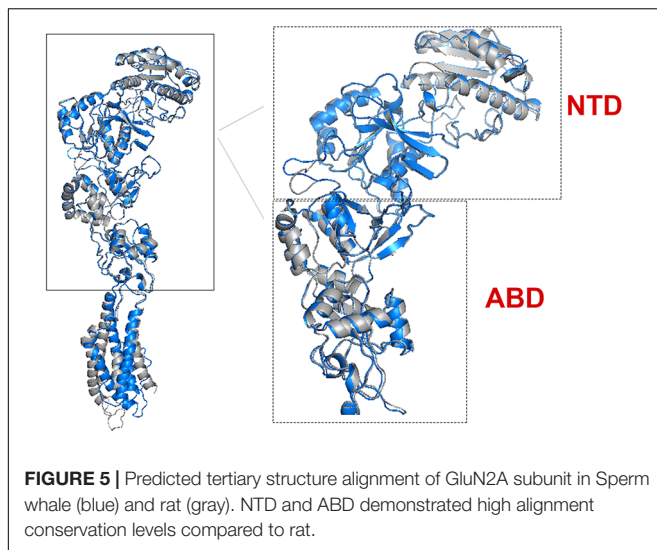 NTD
ABD
FIGURE 5 | Predicted tertiary structure alignment of GluN2A subunit in Sperm
whale (blue) and rat (gray). NTD and ABD demonstrated high alignment
conservation levels compared to rat.